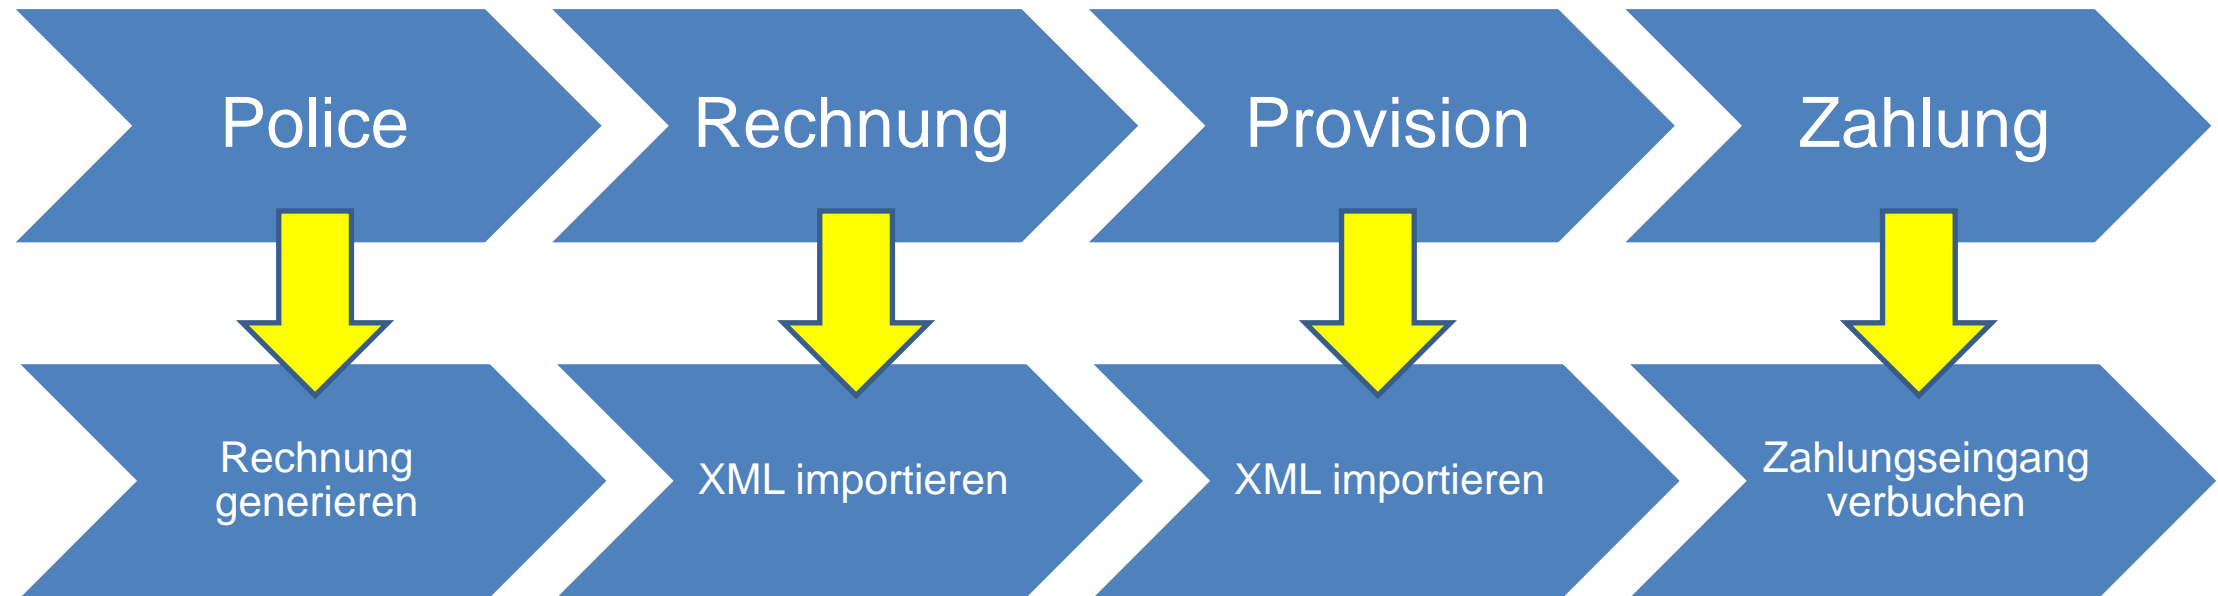 Police
Rechnung
Provision
Zahlung
Rechnung
generieren
XML importieren
XML importieren
Zahlungseingang
verbuchen